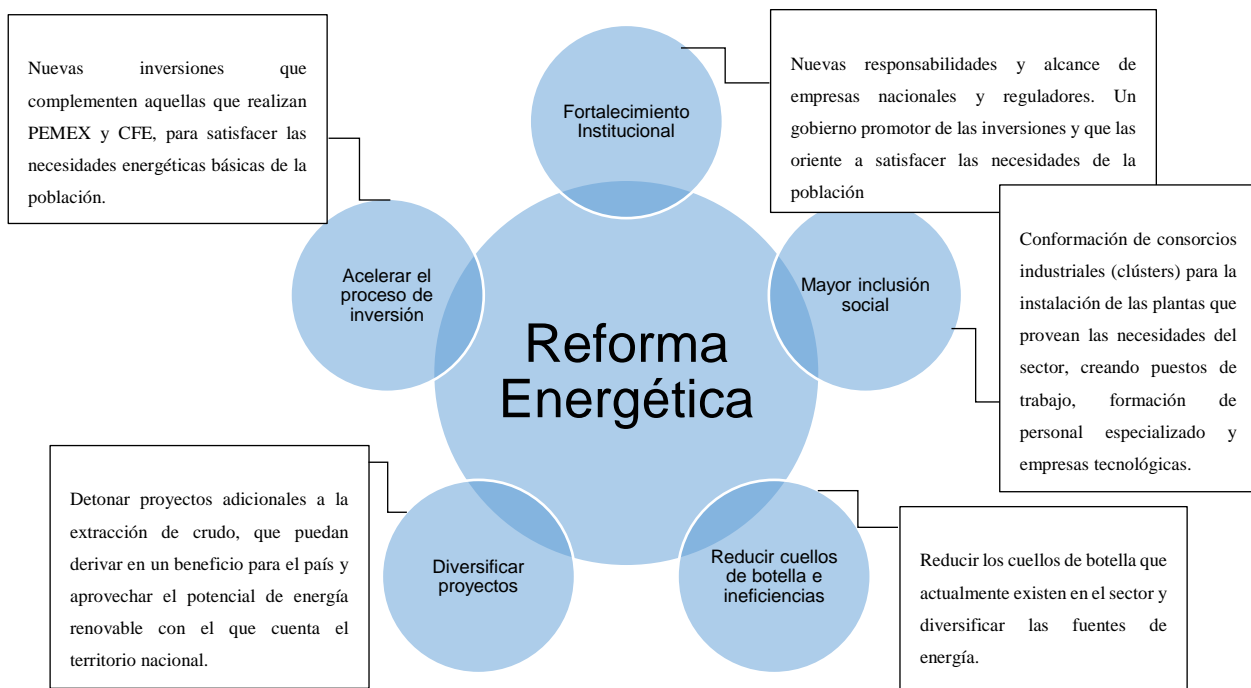 Nuevas inversiones que
complementen aquellas que realizan
PEMEX y CFE, para satisfacer las
necesidades energéticas básicas de la
población.
Fortalecimiento
Institucional
Nuevas responsabilidades y alcance de
empresas nacionales y reguladores. Un
gobierno promotor de las inversiones y que las
oriente a satisfacer las necesidades de la
población
Acelerar el
proceso de
inversión
Mayor inclusión
social
Conformación de consorcios
industriales (clústers) para la
instalación de las plantas que
provean las necesidades del
sector, creando puestos de
trabajo, formación de
personal especializado y
empresas tecnológicas.
Reforma
Energética
Detonar proyectos adicionales a la
extracción de crudo, que puedan
derivar en un beneficio para el país y
aprovechar el potencial de energía
renovable con el que cuenta el
territorio nacional.
Diversificar
proyectos
Reducir cuellos
de botella e
ineficiencias
Reducir los cuellos de botella que
actualmente existen en el sector y
diversificar las fuentes de
energía.